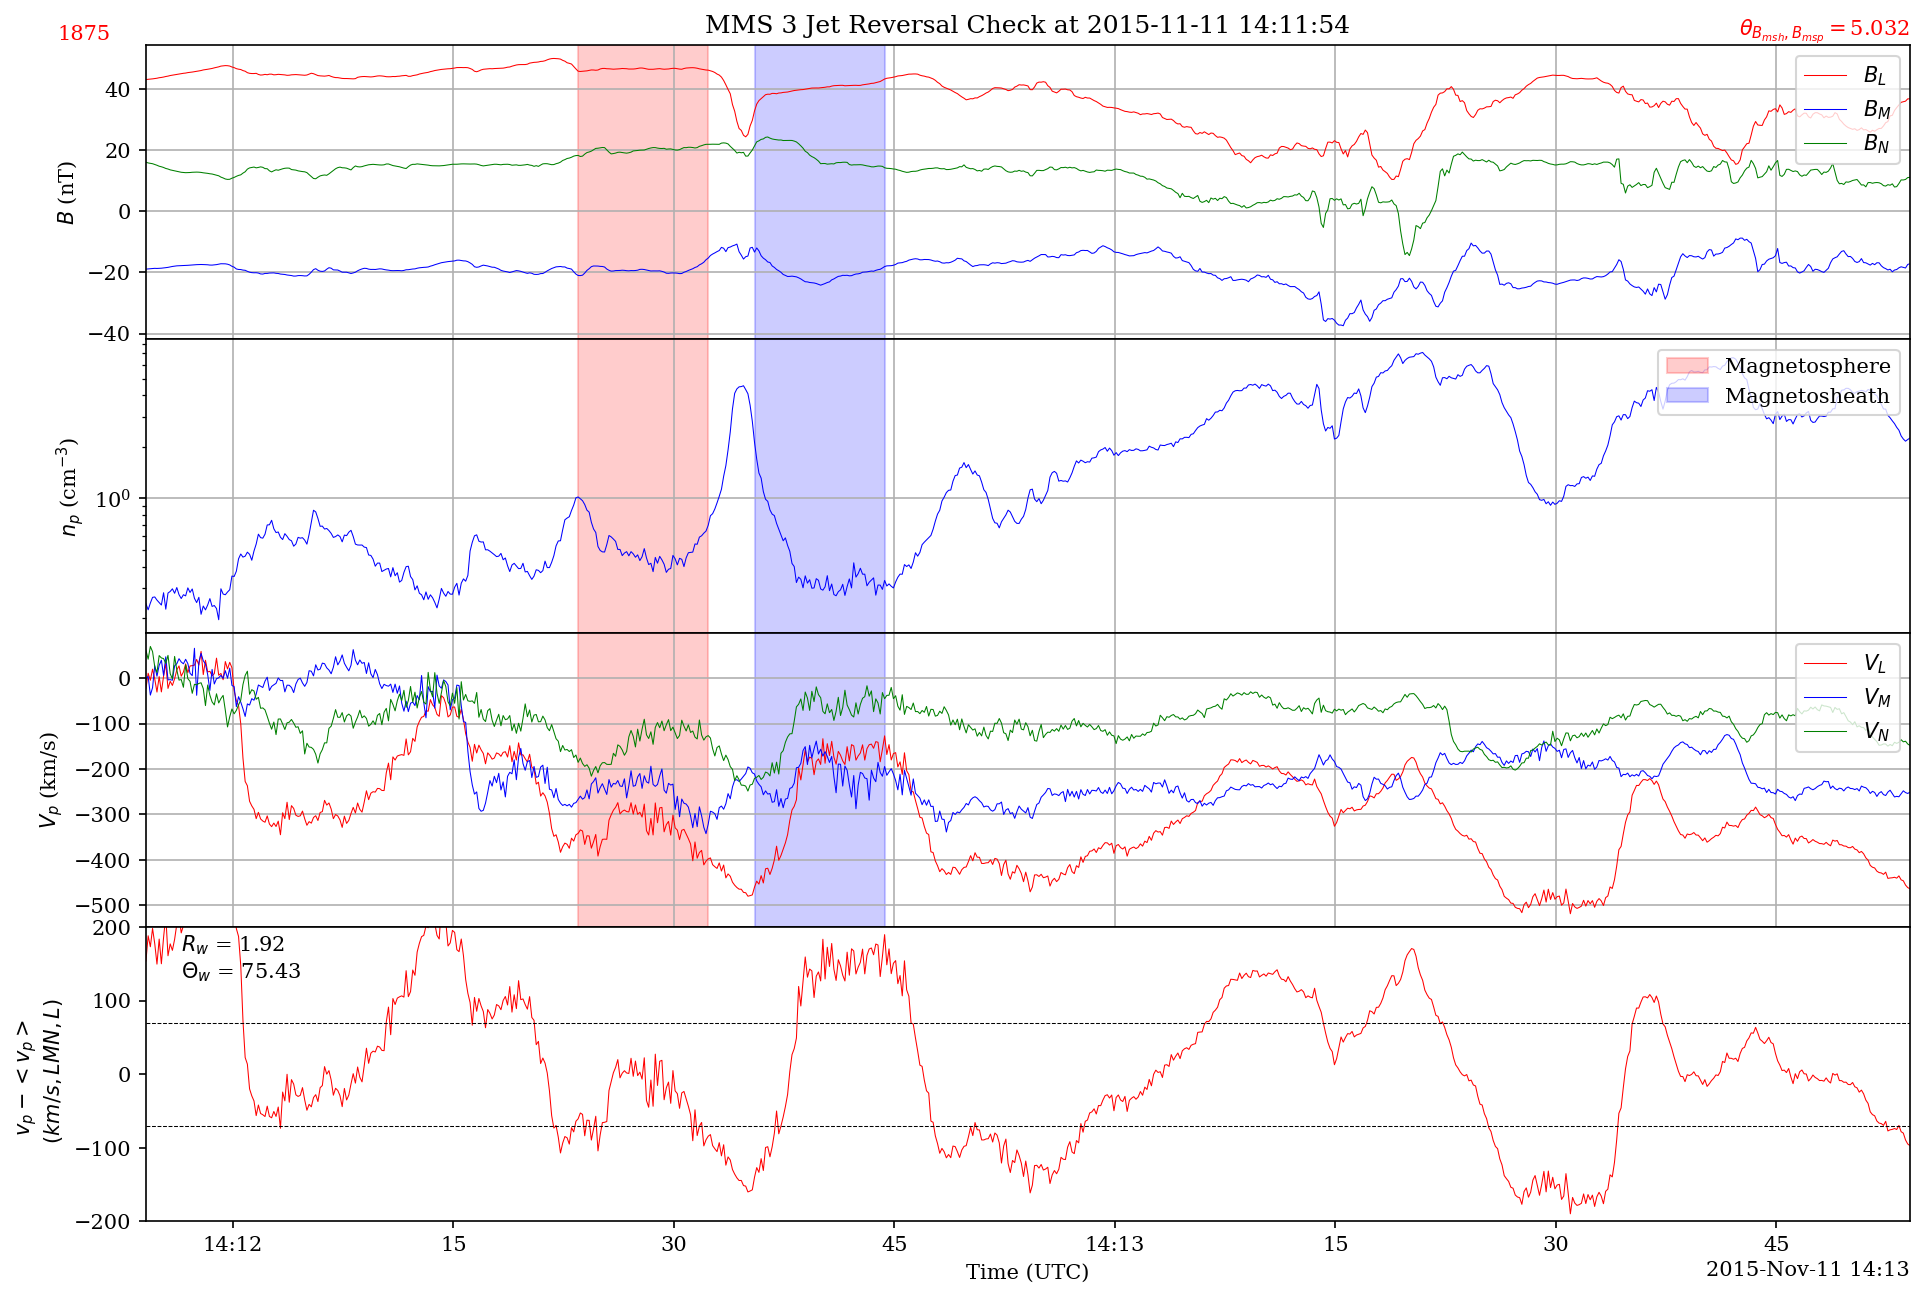 MMS 3 Jet Reversal Check at 2015-11-11 14:11:54
1875
θ_{B_{msh}, B_{msp}} = 5.032
B (nT)
40
20
0
−20
−40
B_L
B_M
B_N
n_p (cm⁻³)
10⁰
Magnetosphere
Magnetosheath
V_p (km/s)
0
−100
−200
−300
−400
−500
V_L
V_M
V_N
v_p − < v_p >
(km/s, LMN, L)
200
100
0
−100
−200
R_w = 1.92
Θ_w = 75.43
14:12
15
30
45
14:13
15
30
45
Time (UTC)
2015-Nov-11 14:13